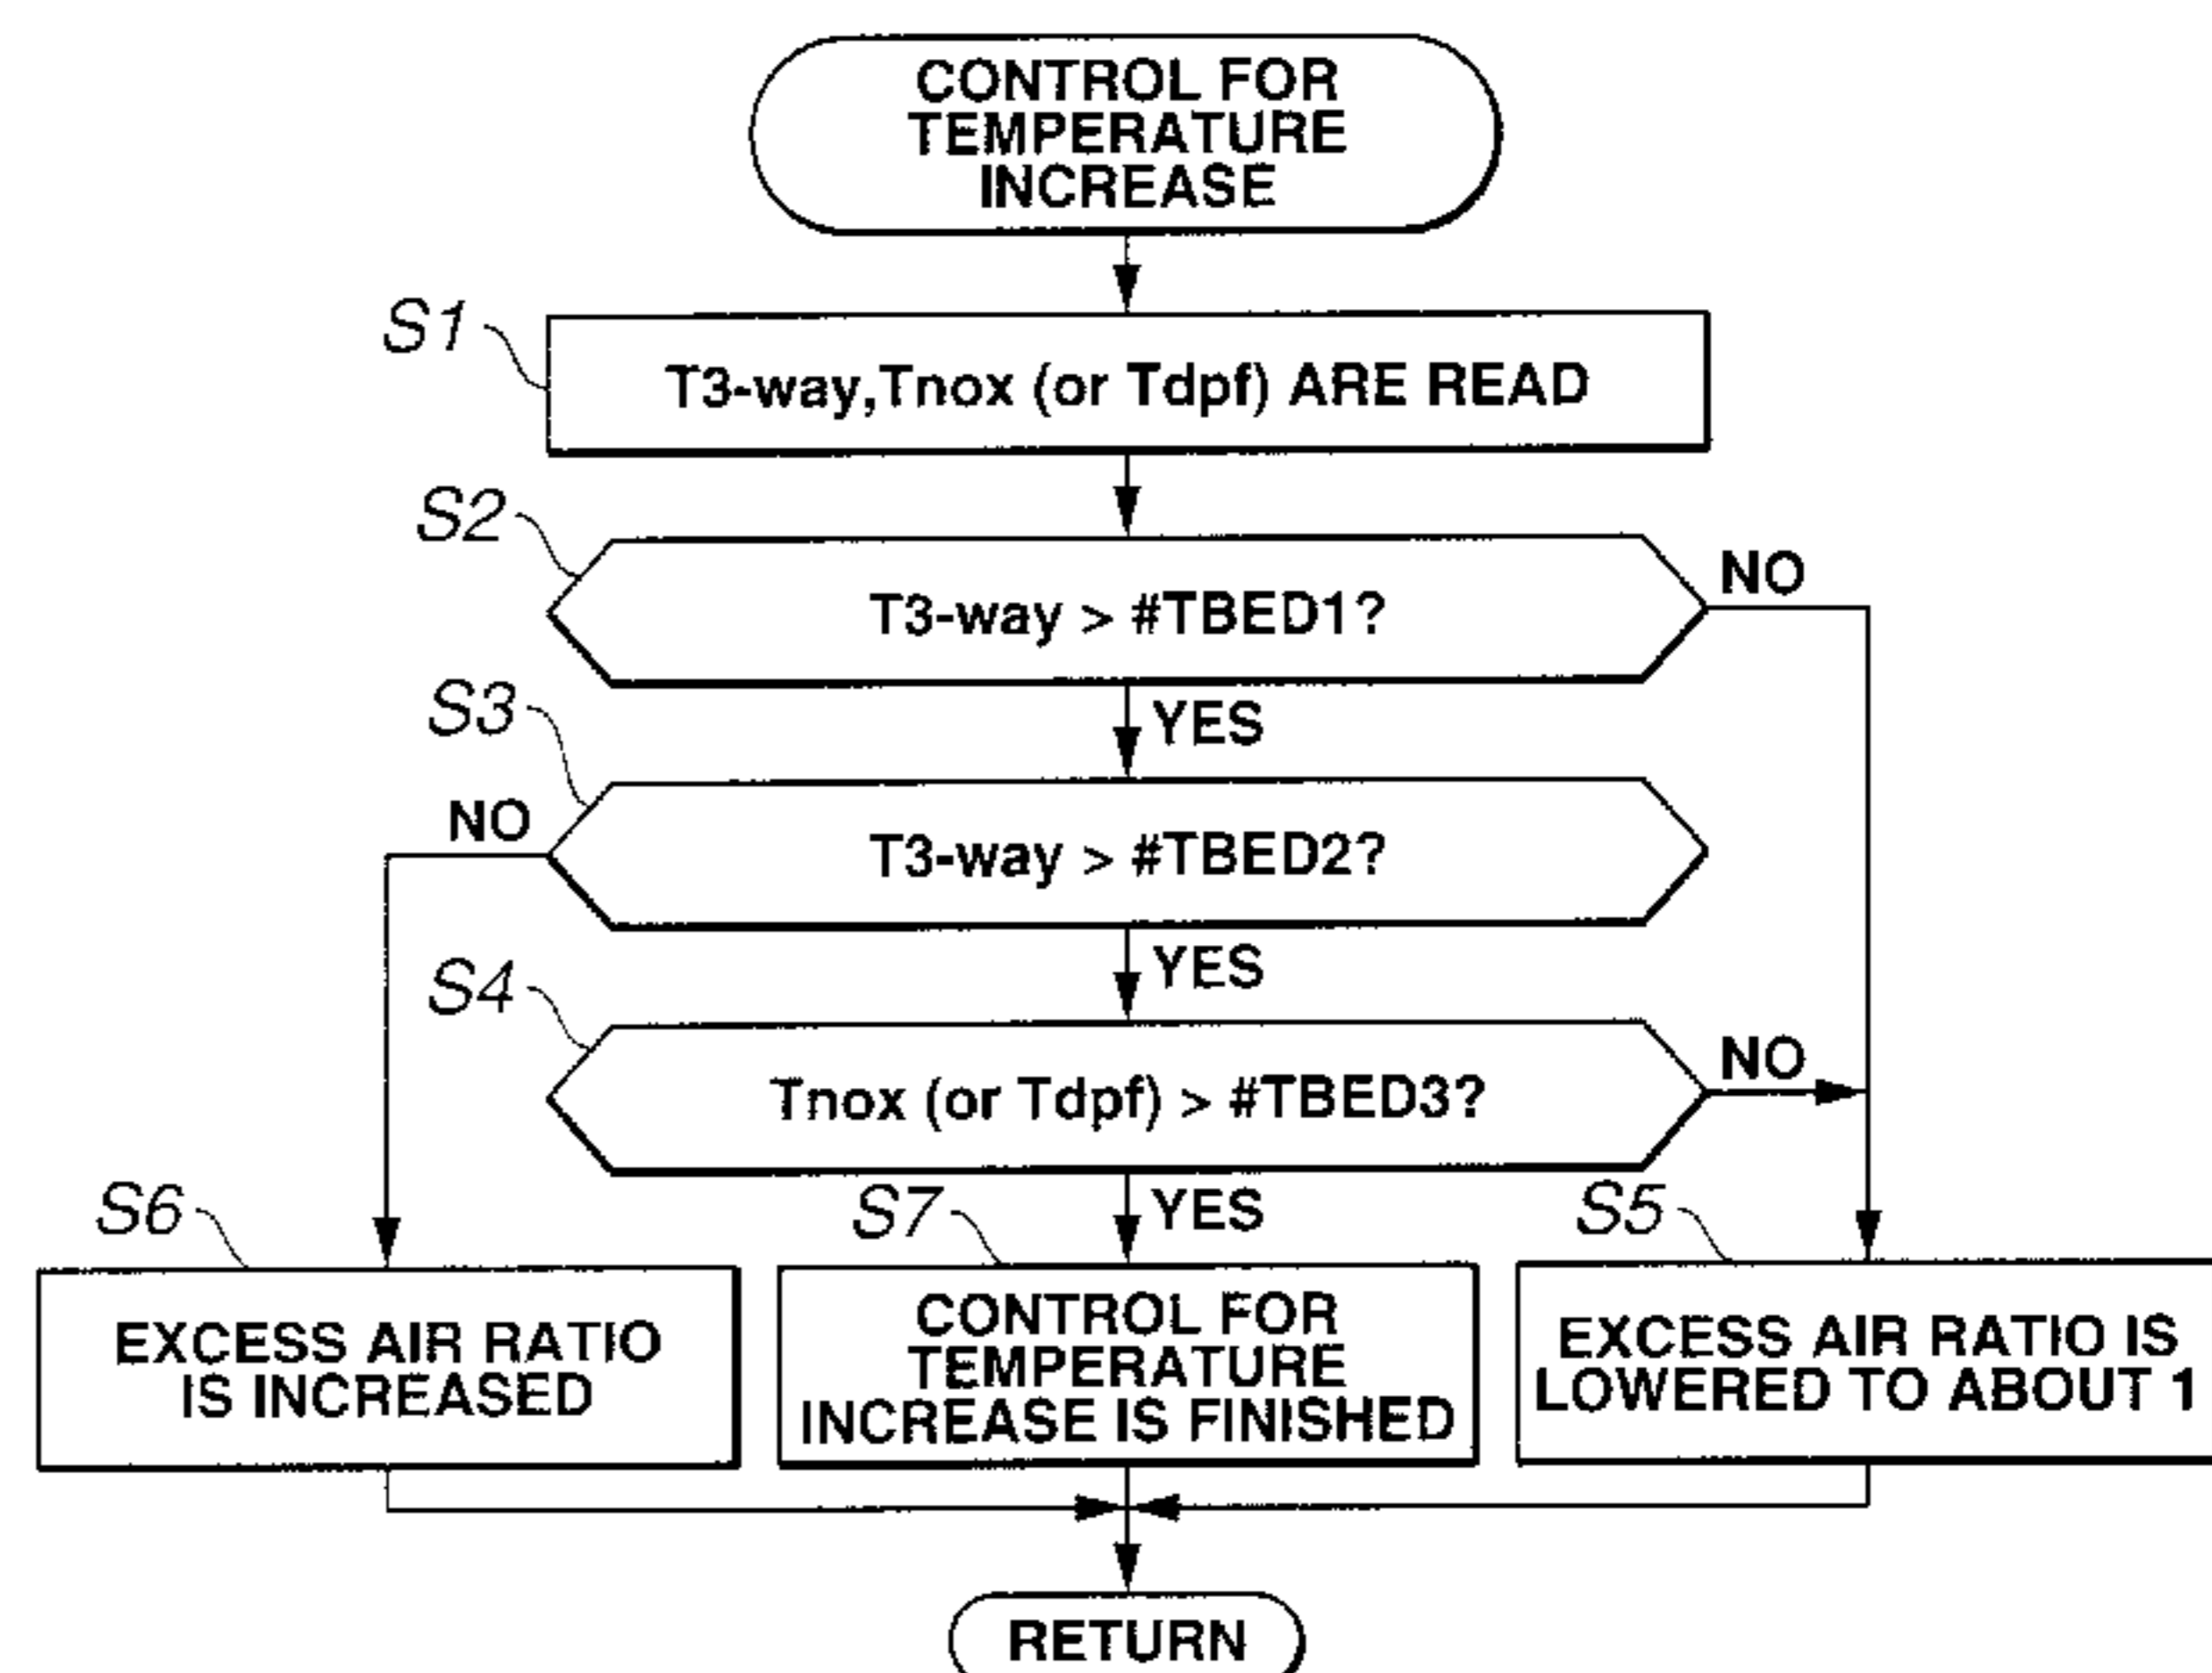 CONTROL FOR
TEMPERATURE
INCREASE
S1
T3-way,Tnox (or Tdpf) ARE READ
S2
T3-way > #TBED1?
NO
YES
S3
NO
T3-way > #TBED2?
YES
S4
Tnox (or Tdpf) > #TBED3?
NO
YES
S6
EXCESS AIR RATIO
IS INCREASED
S7
CONTROL FOR
TEMPERATURE
INCREASE IS FINISHED
S5
EXCESS AIR RATIO IS
LOWERED TO ABOUT 1
RETURN